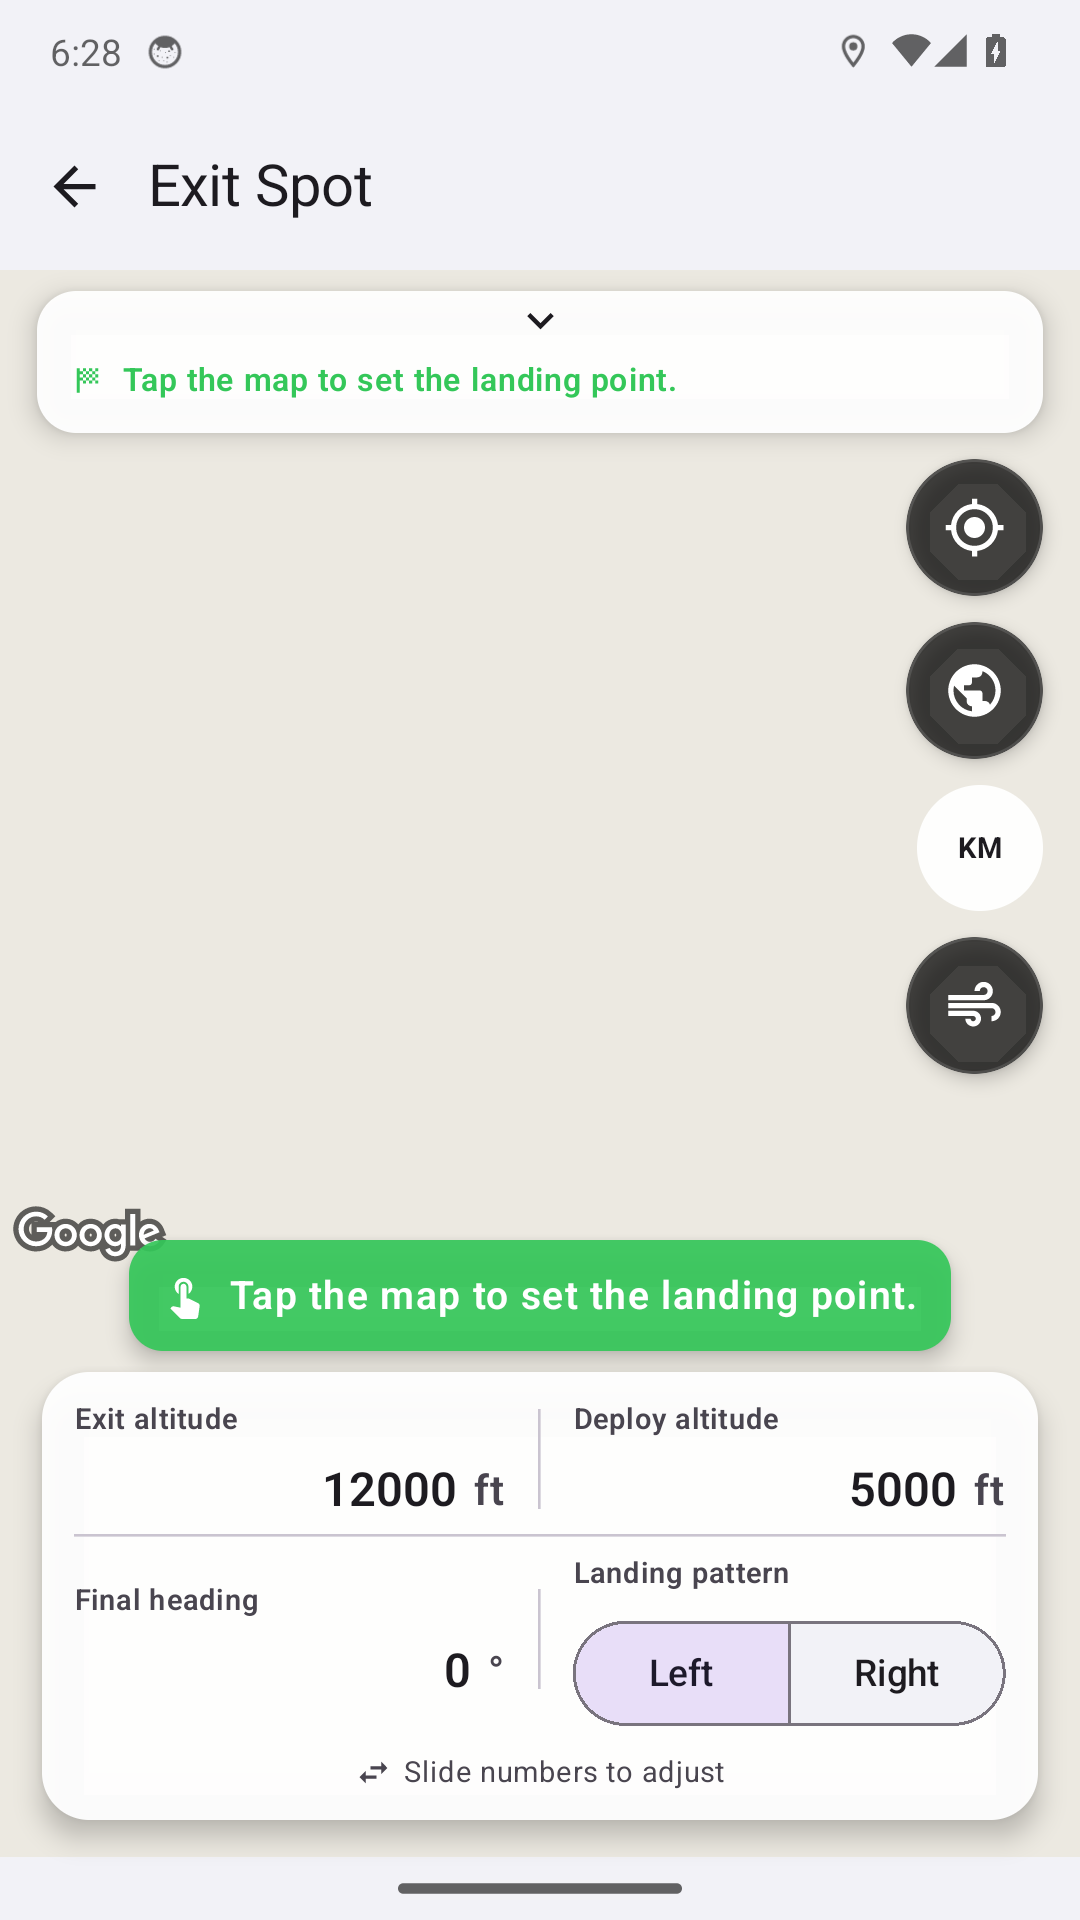 6:28
Exit Spot
Tap the map to set the landing point.
KM
Google
Tap the map to set the landing point.
Exit altitude
12000 ft
Deploy altitude
5000 ft
Final heading
0 °
Landing pattern
Left
Right
Slide numbers to adjust